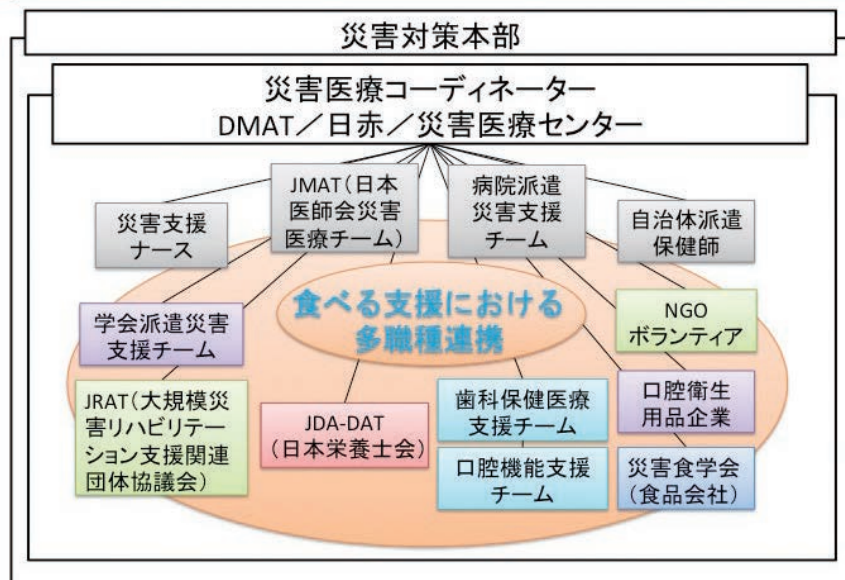 災害対策本部
災害医療コーディネーター
DMAT／日赤／災害医療センター
災害支援
ナース
JMAT(日本
医師会災害
医療チーム)
病院派遣
災害支援
チーム
自治体派遣
保健師
食べる支援における
多職種連携
学会派遣災害
支援チーム
NGO
ボランティア
JRAT(大規模災
害リハビリテー
ション支援関連
団体協議会)
JDA-DAT
(日本栄養士会)
歯科保健医療
支援チーム
口腔衛生
用品企業
口腔機能支援
チーム
災害食学会
(食品会社)